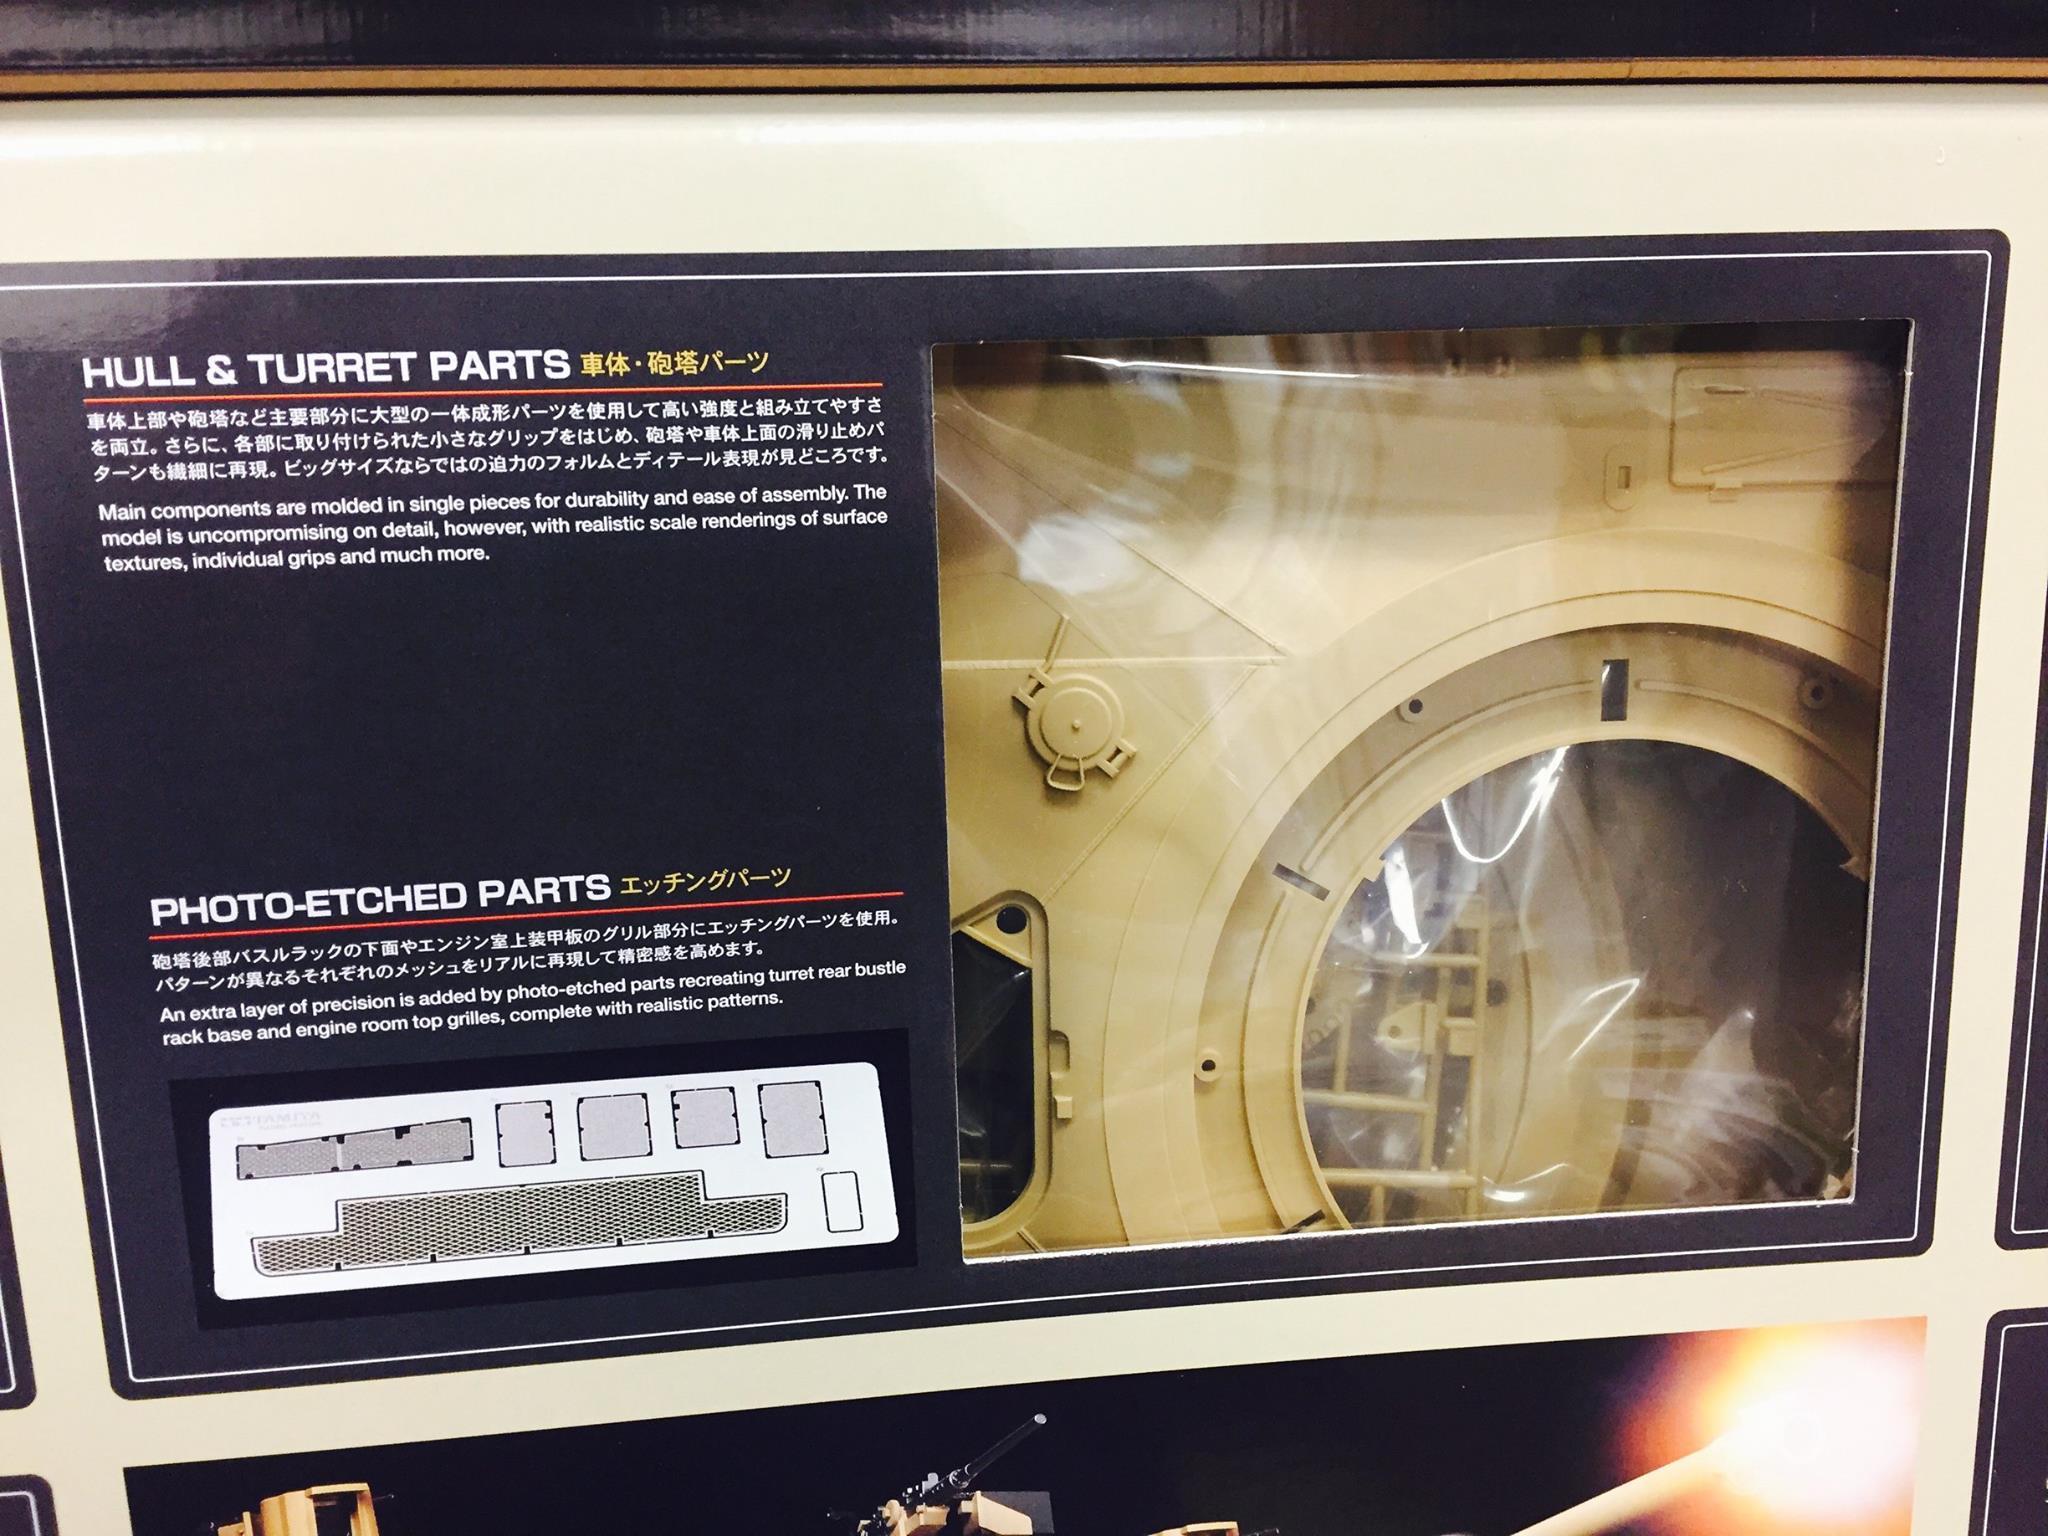 HULL & TURRET PARTS 車体・砲塔パーツ
車体上部や砲塔など主要部分に大型の一体成形パーツを使用して高い強度と組み立てやすさ
を両立。さらに、各部に取り付けられた小さなグリップをはじめ、砲塔や車体上面の滑り止めパ
ターンも繊細に再現。ビッグサイズならではの迫力のフォルムとディテール表現が見どころです。
Main components are molded in single pieces for durability and ease of assembly. The
model is uncompromising on detail, however, with realistic scale renderings of surface
textures, individual grips and much more.
PHOTO-ETCHED PARTS エッチングパーツ
砲塔後部バスルラックの下面やエンジン室上装甲板のグリル部分にエッチングパーツを使用。
パターンが異なるそれぞれのメッシュをリアルに再現して精密感を高めます。
An extra layer of precision is added by photo-etched parts recreating turret rear bustle
rack base and engine room top grilles, complete with realistic patterns.
TAMIYA